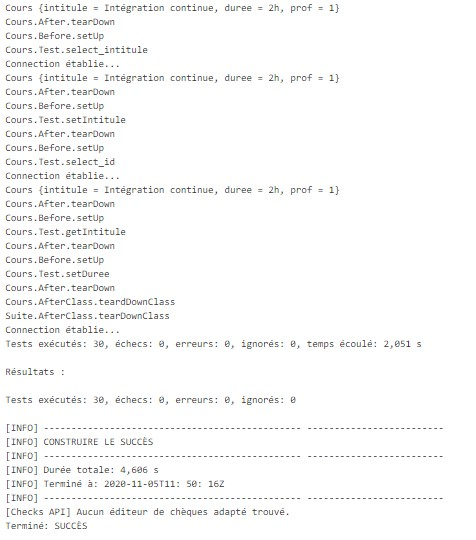 Cours {intitule = Intégration continue, duree = 2h, prof = 1}
Cours.After.tearDown
Cours.Before.setUp
Cours.Test.select_intitule
Connection établie...
Cours {intitule = Intégration continue, duree = 2h, prof = 1}
Cours.After.tearDown
Cours.Before.setUp
Cours.Test.setIntitule
Cours.After.tearDown
Cours.Before.setUp
Cours.Test.select_id
Connection établie...
Cours {intitule = Intégration continue, duree = 2h, prof = 1}
Cours.After.tearDown
Cours.Before.setUp
Cours.Test.getIntitule
Cours.After.tearDown
Cours.Before.setUp
Cours.Test.setDuree
Cours.After.tearDown
Cours.AfterClass.teardDownClass
Suite.AfterClass.tearDownClass
Connection établie...
Tests exécutés: 30, échecs: 0, erreurs: 0, ignorés: 0, temps écoulé: 2,051 s
Résultats :
Tests exécutés: 30, échecs: 0, erreurs: 0, ignorés: 0
[INFO] ----------------------------------------------- -------------------------
[INFO] CONSTRUIRE LE SUCCÈS
[INFO] ----------------------------------------------- -------------------------
[INFO] Durée totale: 4,606 s
[INFO] Terminé à: 2020-11-05T11: 50: 16Z
[INFO] ----------------------------------------------- -------------------------
[Checks API] Aucun éditeur de chèques adapté trouvé.
Terminé: SUCCÈS